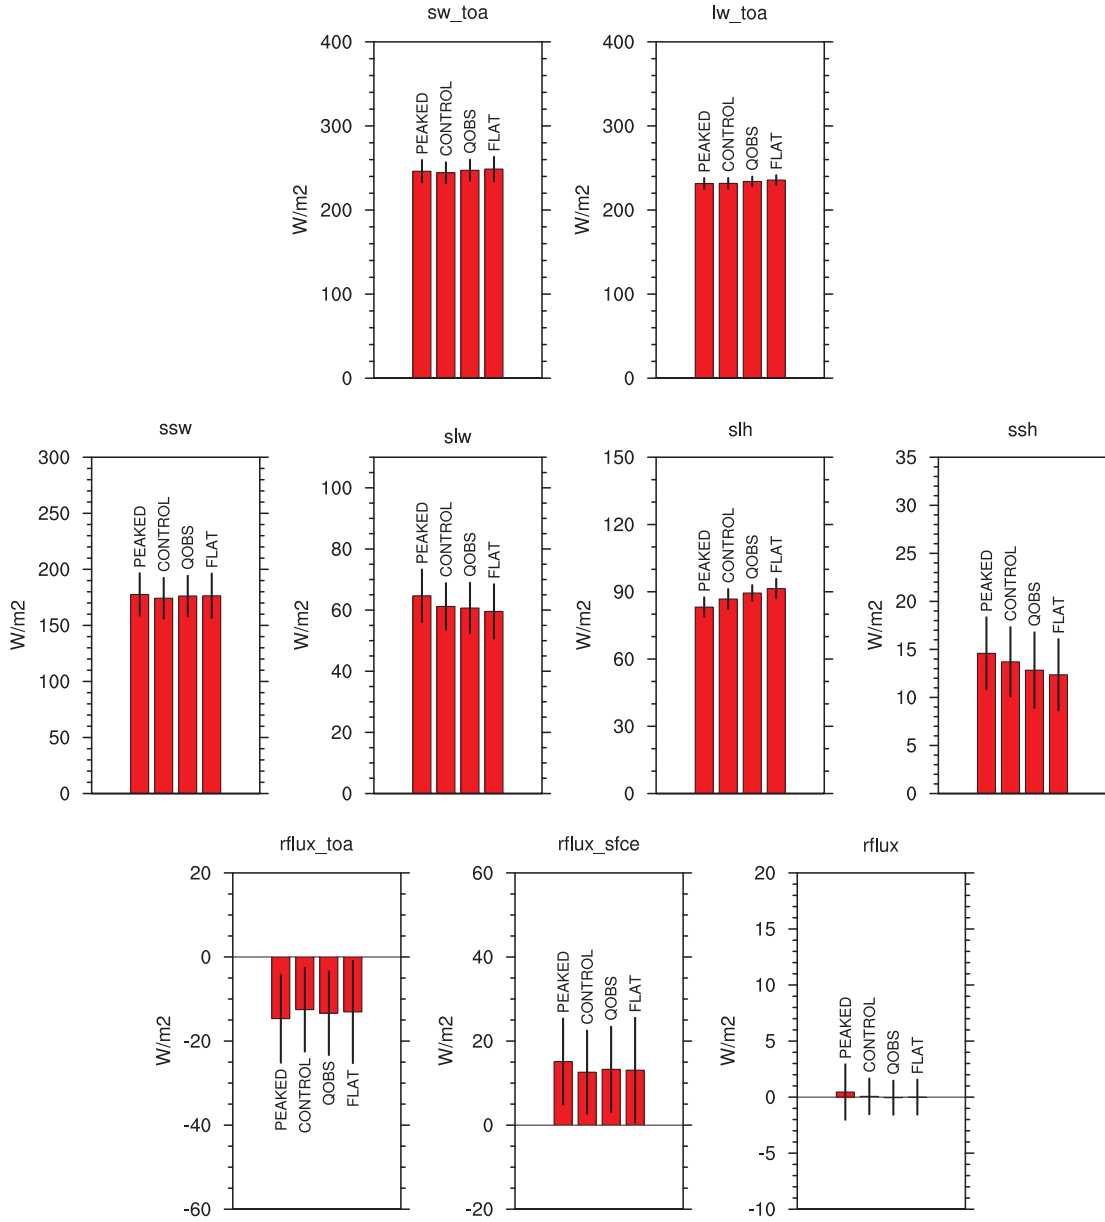 sw_toa
400
300
200
100
0
W/m2
PEAKED
CONTROL
QOBS
FLAT
lw_toa
400
300
200
100
0
W/m2
PEAKED
CONTROL
QOBS
FLAT
ssw
300
250
200
150
100
50
0
W/m2
PEAKED
CONTROL
QOBS
FLAT
slw
100
80
60
40
20
0
W/m2
PEAKED
CONTROL
QOBS
FLAT
slh
150
120
90
60
30
0
W/m2
PEAKED
CONTROL
QOBS
FLAT
ssh
35
30
25
20
15
10
5
0
W/m2
PEAKED
CONTROL
QOBS
FLAT
rflux_toa
20
0
-20
-40
-60
W/m2
PEAKED
CONTROL
QOBS
FLAT
rflux_sfce
60
40
20
0
-20
W/m2
PEAKED
CONTROL
QOBS
FLAT
rflux
20
15
10
5
0
-5
-10
W/m2
PEAKED
CONTROL
QOBS
FLAT